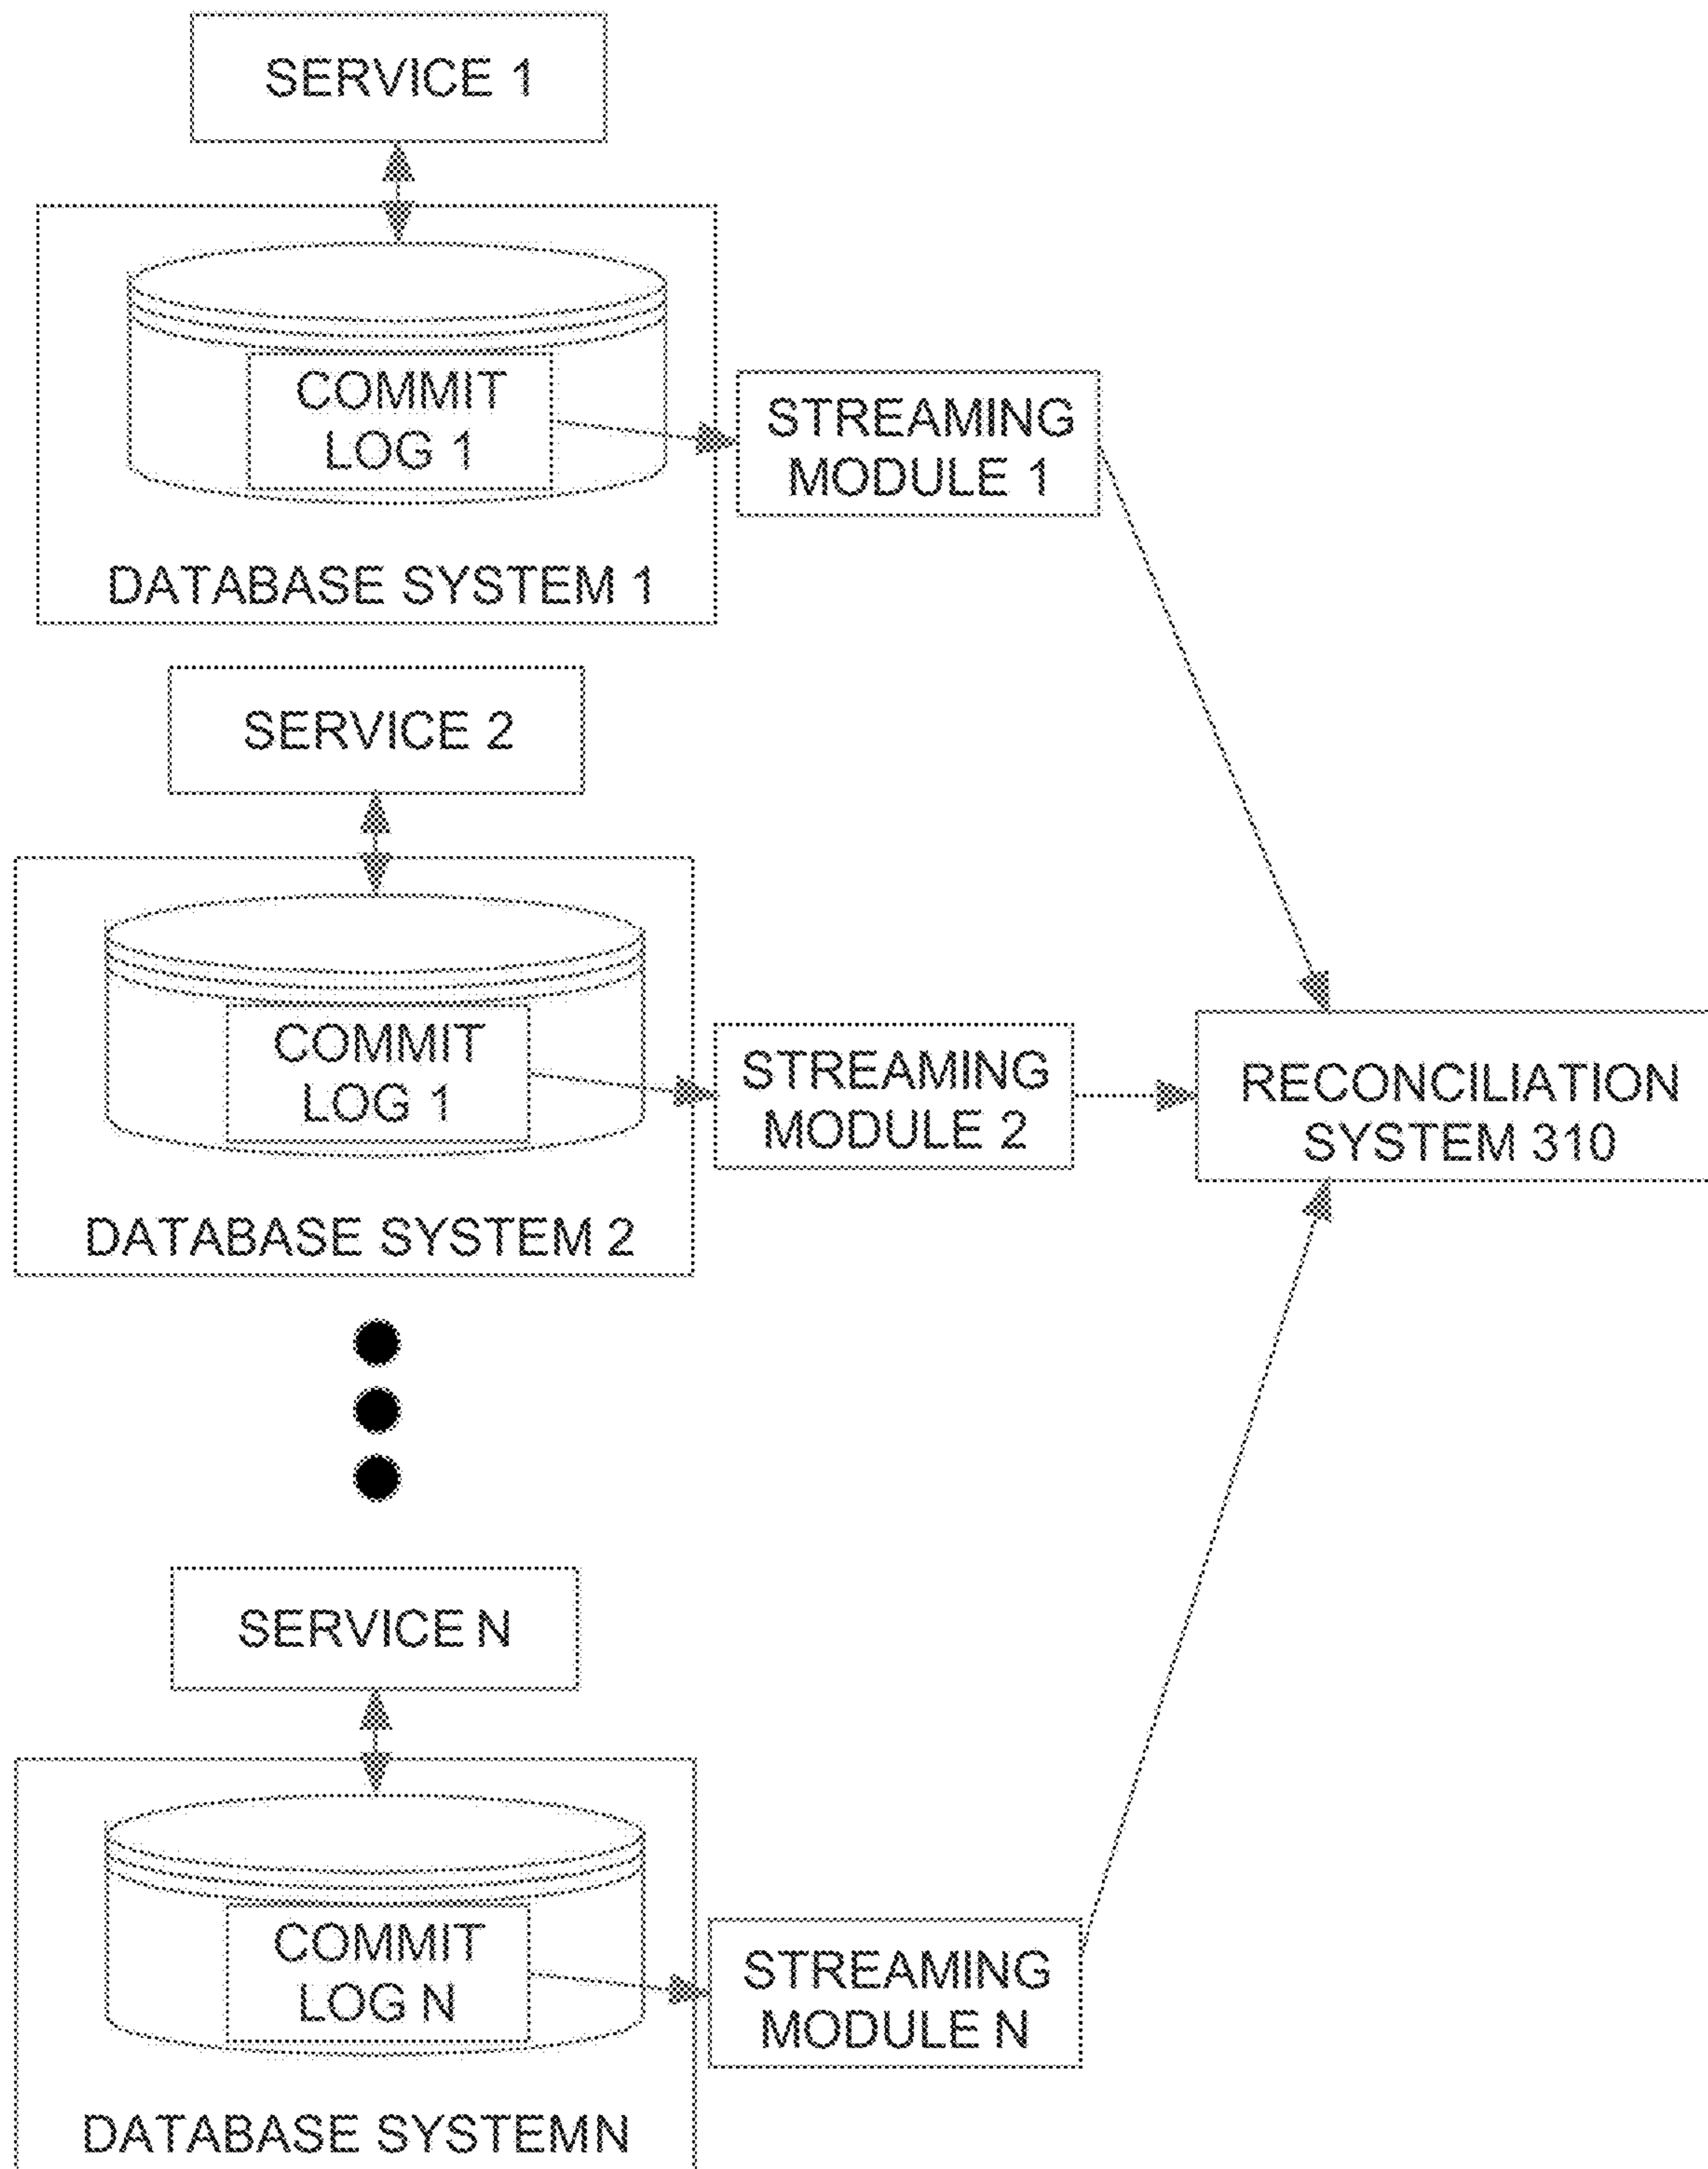 SERVICE 1
COMMIT
LOG 1
STREAMING
MODULE 1
DATABASE SYSTEM 1
SERVICE 2
COMMIT
LOG 1
STREAMING
MODULE 2
RECONCILIATION
SYSTEM 310
DATABASE SYSTEM 2
SERVICE N
COMMIT
LOG N
STREAMING
MODULE N
DATABASE SYSTEMN